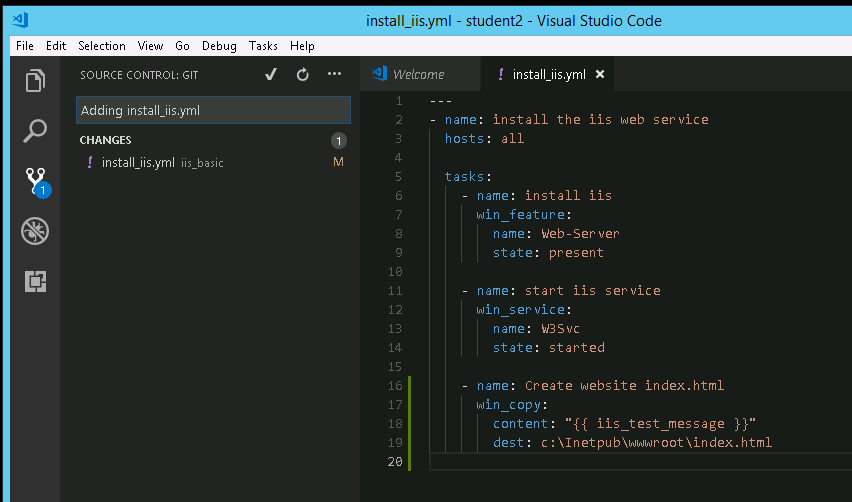 install_iis.yml - student2 - Visual Studio Code
File Edit Selection View Go Debug Tasks Help
SOURCE CONTROL: GIT
Welcome
! install_iis.yml ×
Adding install_iis.yml
CHANGES 1
! install_iis.yml iis_basic M
1
1 ---
2 - name: install the iis web service
3   hosts: all
4
5   tasks:
6     - name: install iis
7       win_feature:
8         name: Web-Server
9         state: present
10
11     - name: start iis service
12       win_service:
13         name: W3Svc
14         state: started
15
16     - name: Create website index.html
17       win_copy:
18         content: "{{ iis_test_message }}"
19         dest: c:\Inetpub\wwwroot\index.html
20